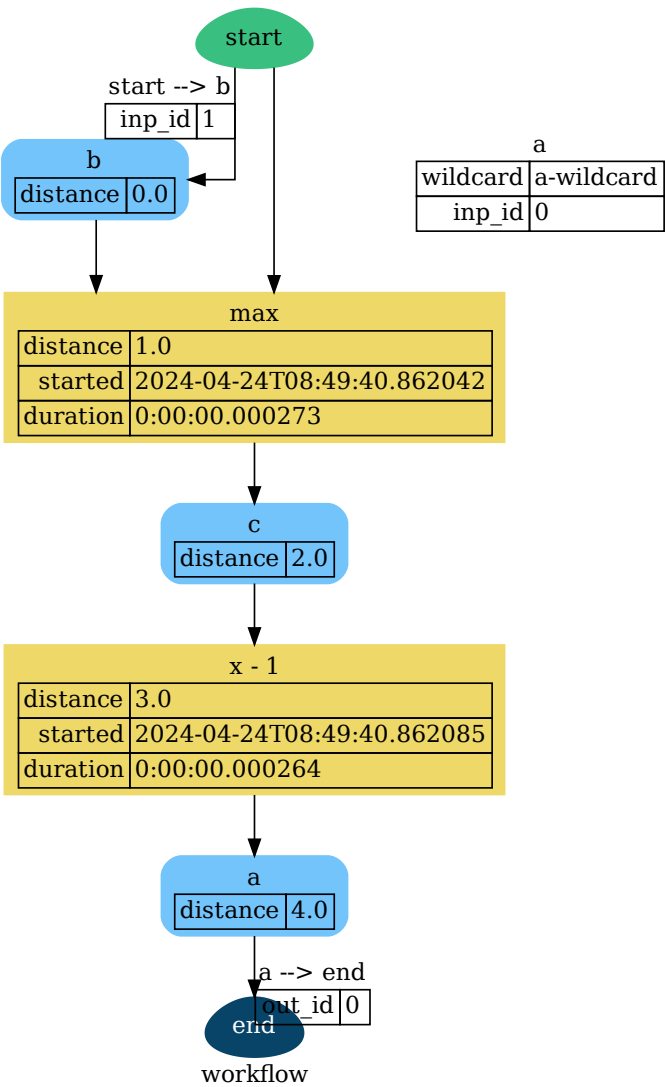 start
start --> b
inp_id 1
b
distance 0.0
a
wildcard a-wildcard
inp_id 0
max
distance 1.0
started 2024-04-24T08:49:40.862042
duration 0:00:00.000273
c
distance 2.0
x - 1
distance 3.0
started 2024-04-24T08:49:40.862085
duration 0:00:00.000264
a
distance 4.0
a --> end
out_id 0
end
workflow